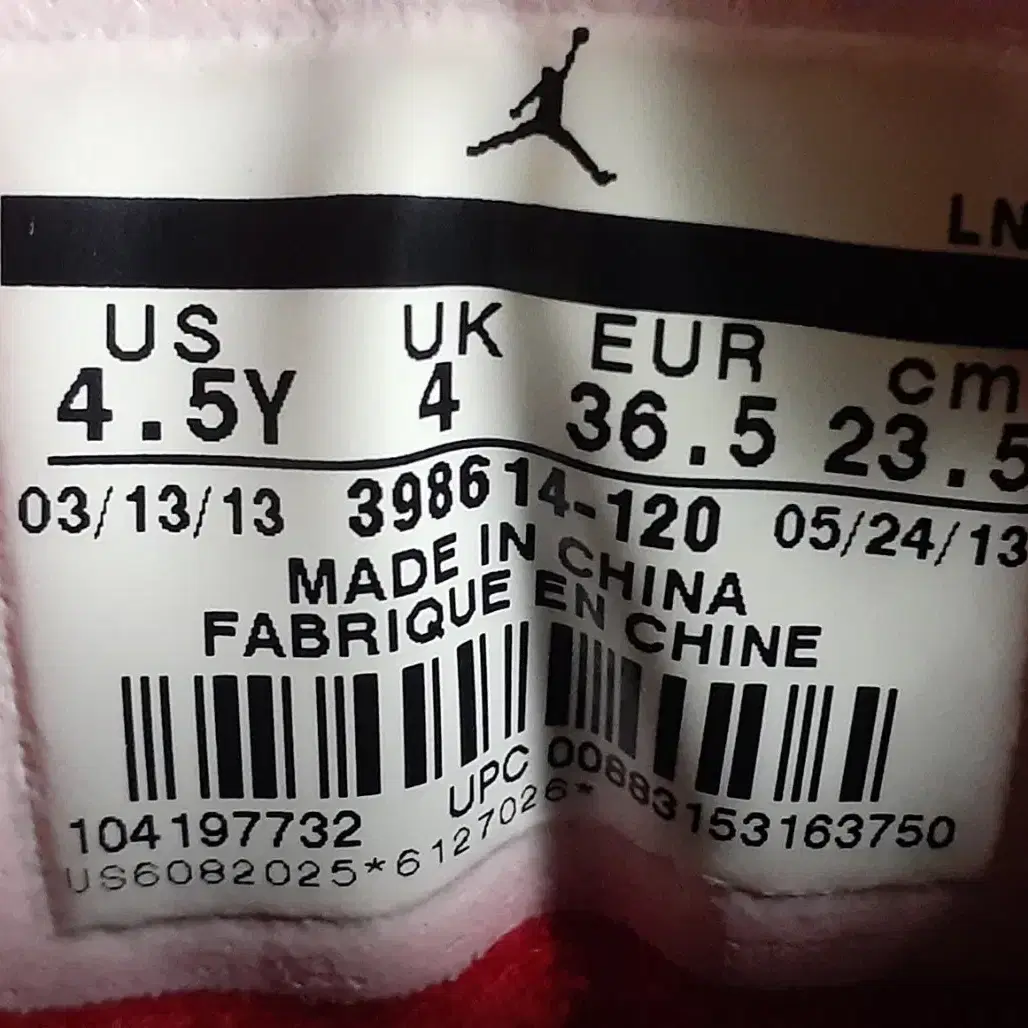 LN
US UK EUR cm
4.5Y 4 36.5 23.5
03/13/13 398614-120 05/24/13
MADE IN CHINA
FABRIQUE EN CHINE
104197732 UPC 00883153163750
US6082025*6127026*